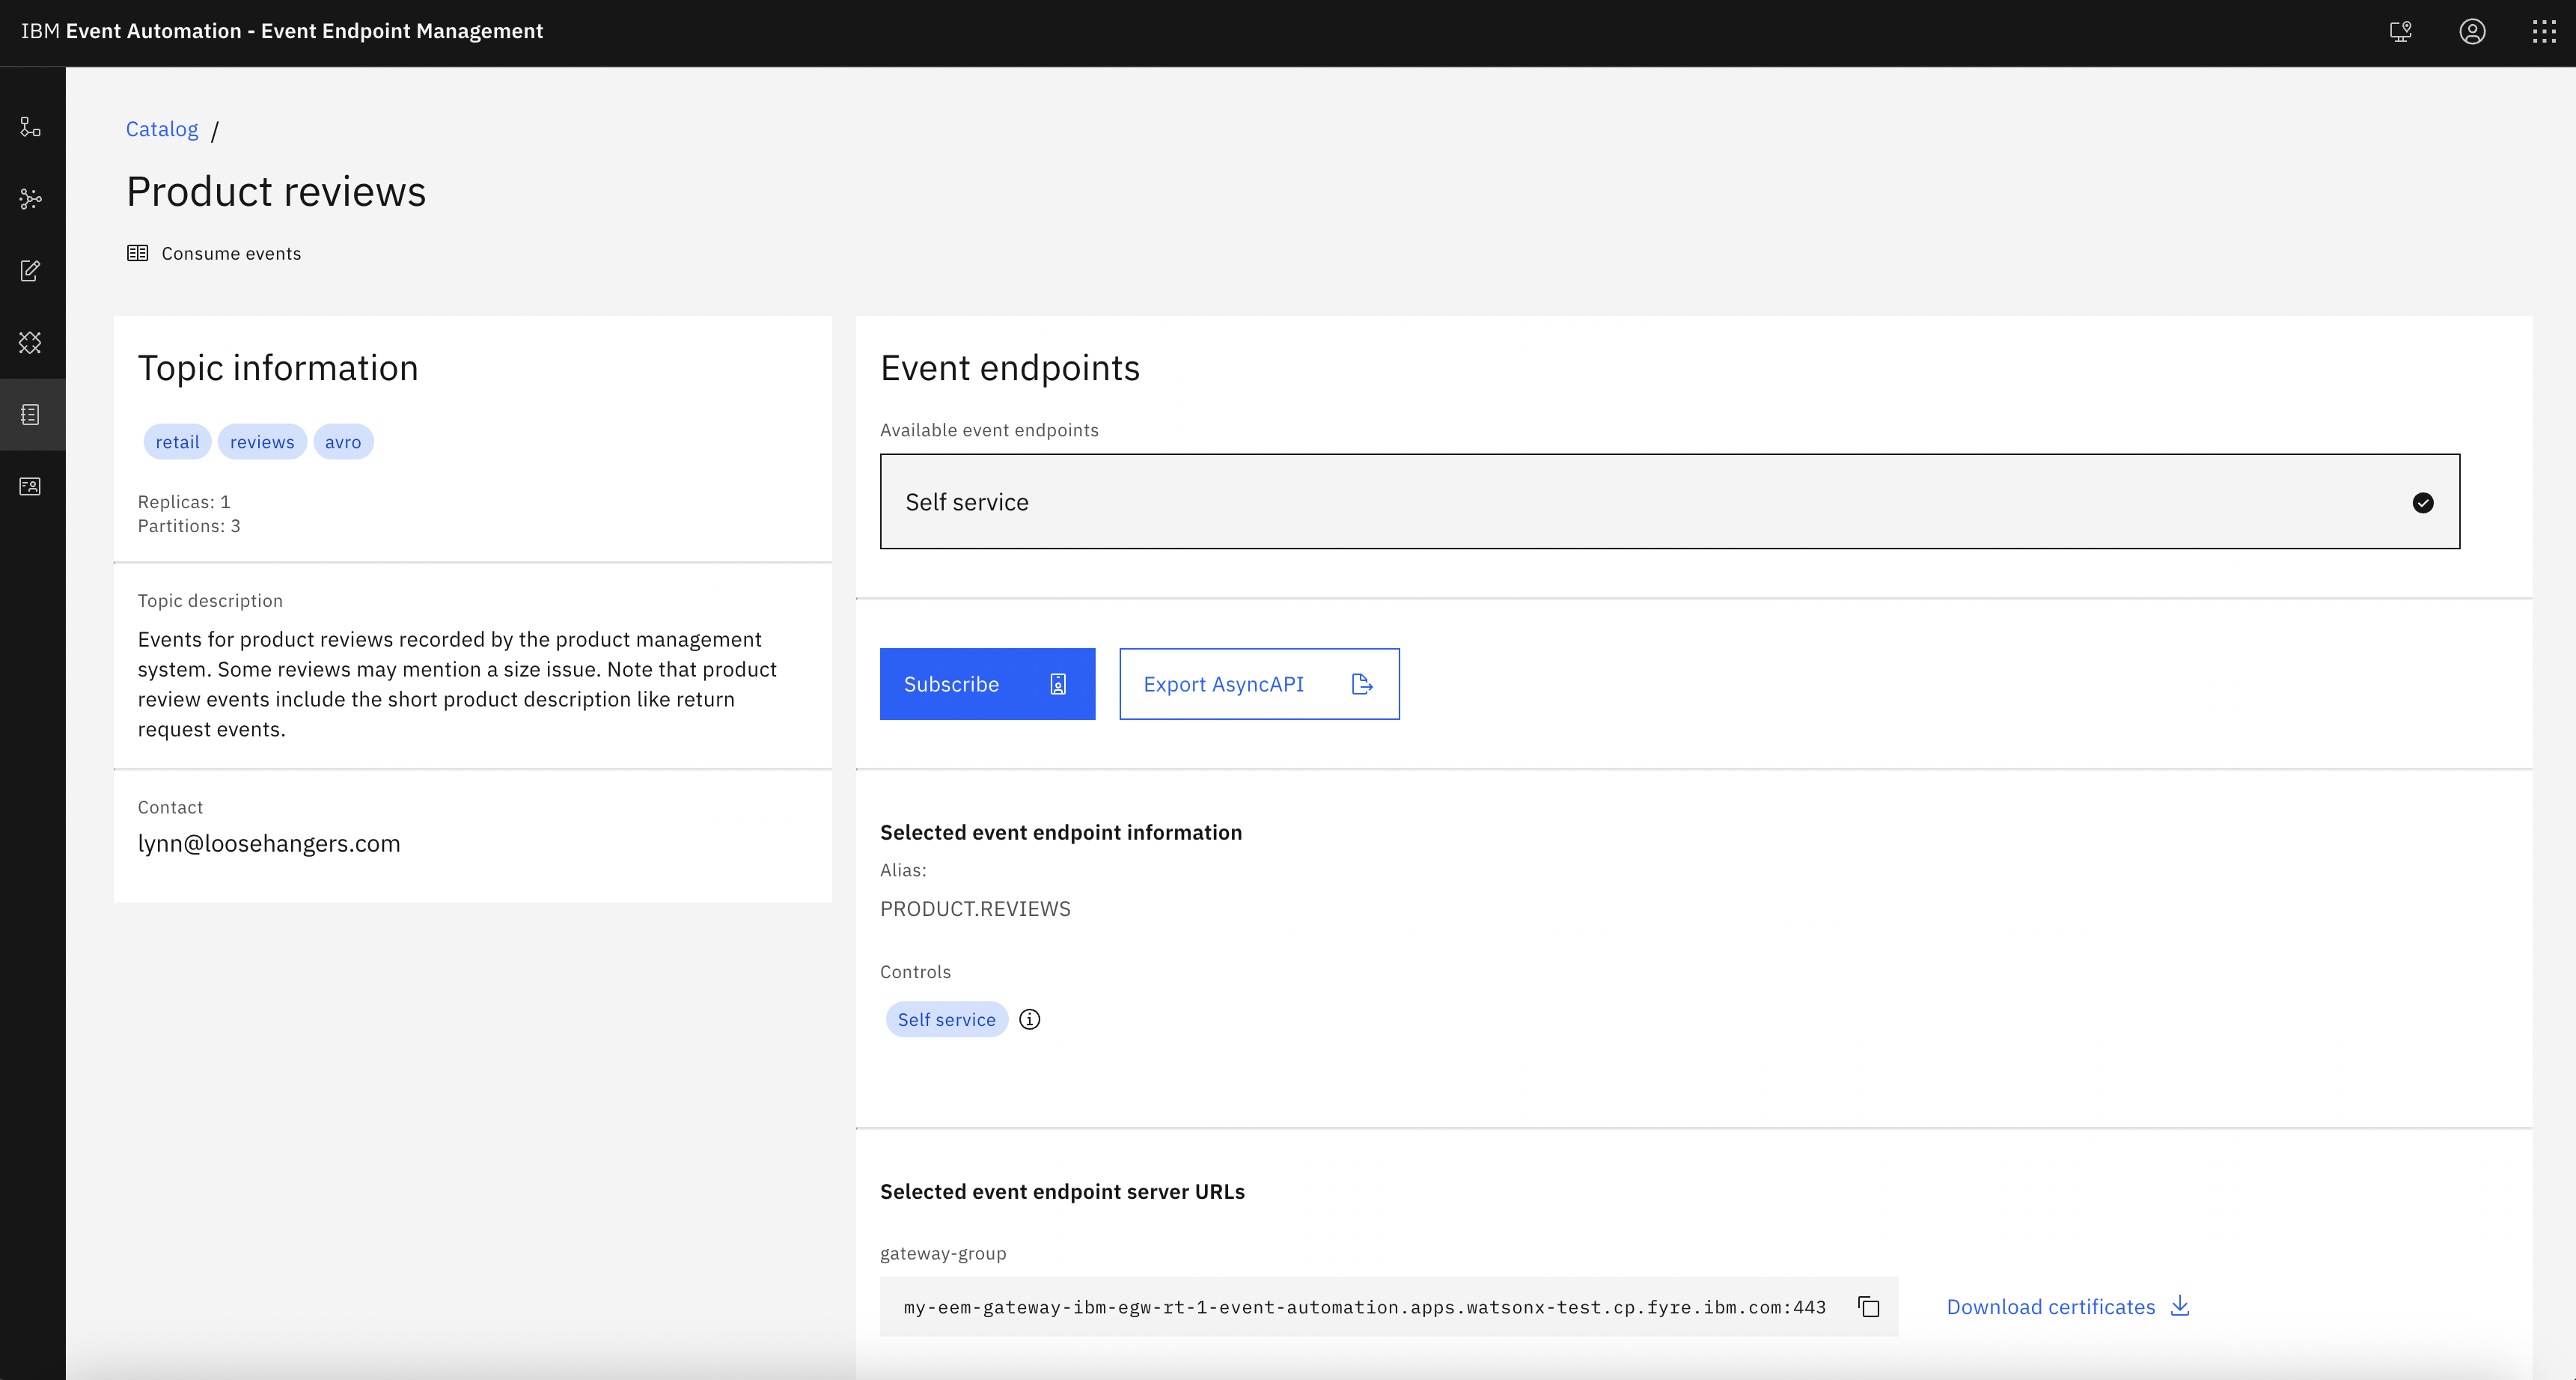 IBM Event Automation - Event Endpoint Management
Catalog /
Product reviews
Consume events
Topic information
retail reviews avro
Replicas: 1
Partitions: 3
Topic description
Events for product reviews recorded by the product management
system. Some reviews may mention a size issue. Note that product
review events include the short product description like return
request events.
Contact
lynn@loosehangers.com
Event endpoints
Available event endpoints
Self service
Subscribe
Export AsyncAPI
Selected event endpoint information
Alias:
PRODUCT.REVIEWS
Controls
Self service
Selected event endpoint server URLs
gateway-group
my-eem-gateway-ibm-egw-rt-1-event-automation.apps.watsonx-test.cp.fyre.ibm.com:443
Download certificates